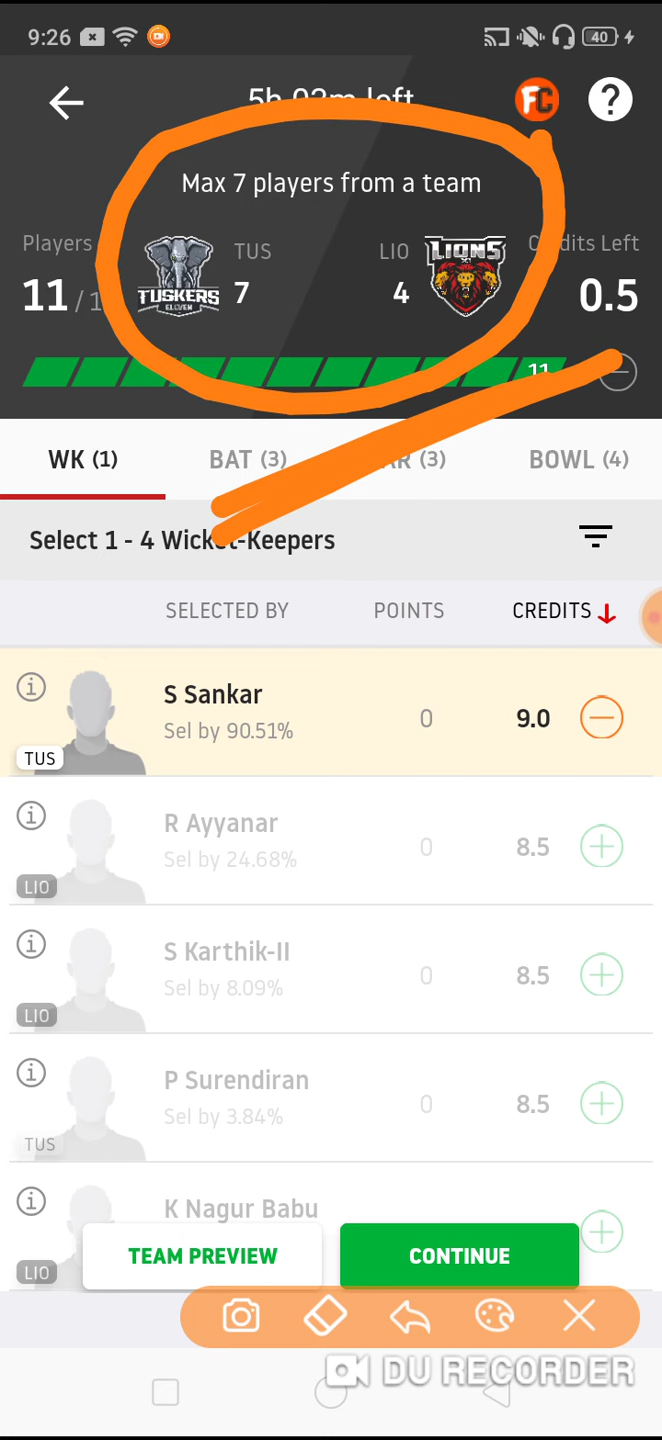 9:26
40
5h 02m left
FC
?
Max 7 players from a team
Players
TUS
LIO
LIONS
Credits Left
11 / 1
TUSKERS
ELEVEN
7
4
0.5
11
WK (1)
BAT (3)
AR (3)
BOWL (4)
Select 1 - 4 Wicket-Keepers
SELECTED BY
POINTS
CREDITS
S Sankar
Sel by 90.51%
0
9.0
TUS
R Ayyanar
Sel by 24.68%
0
8.5
LIO
S Karthik-II
Sel by 8.09%
0
8.5
LIO
P Surendiran
Sel by 3.84%
0
8.5
TUS
K Nagur Babu
LIO
TEAM PREVIEW
CONTINUE
DU RECORDER